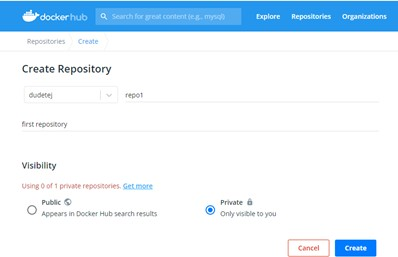 dockerhub Search for great content (e.g., mysql) Explore Repositories Organizations
Repositories Create
Create Repository
dudetej repo1
first repository
Visibility
Using 0 of 1 private repositories. Get more
Public Private
Appears in Docker Hub search results Only visible to you
Cancel Create